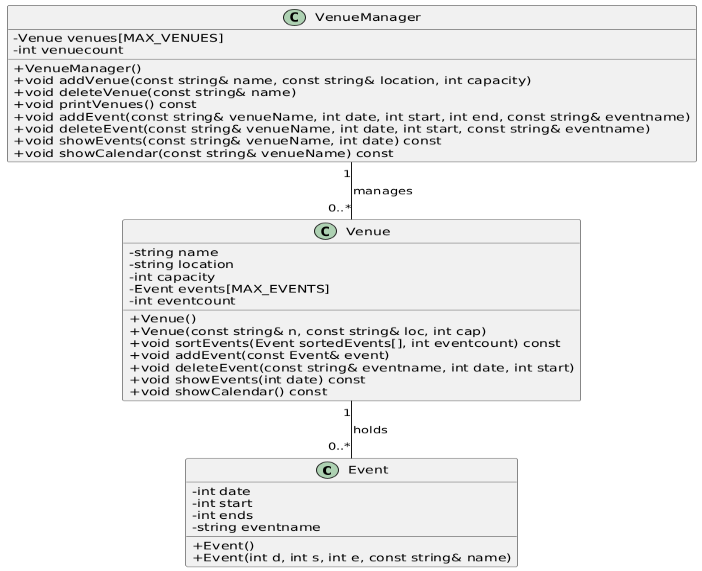 C VenueManager
-Venue venues[MAX_VENUES]
-int venuecount
+VenueManager()
+void addVenue(const string& name, const string& location, int capacity)
+void deleteVenue(const string& name)
+void printVenues() const
+void addEvent(const string& venueName, int date, int start, int end, const string& eventname)
+void deleteEvent(const string& venueName, int date, int start, const string& eventname)
+void showEvents(const string& venueName, int date) const
+void showCalendar(const string& venueName) const
1
manages
0..*
C Venue
-string name
-string location
-int capacity
-Event events[MAX_EVENTS]
-int eventcount
+Venue()
+Venue(const string& n, const string& loc, int cap)
+void sortEvents(Event sortedEvents[], int eventcount) const
+void addEvent(const Event& event)
+void deleteEvent(const string& eventname, int date, int start)
+void showEvents(int date) const
+void showCalendar() const
1
holds
0..*
C Event
-int date
-int start
-int ends
-string eventname
+Event()
+Event(int d, int s, int e, const string& name)